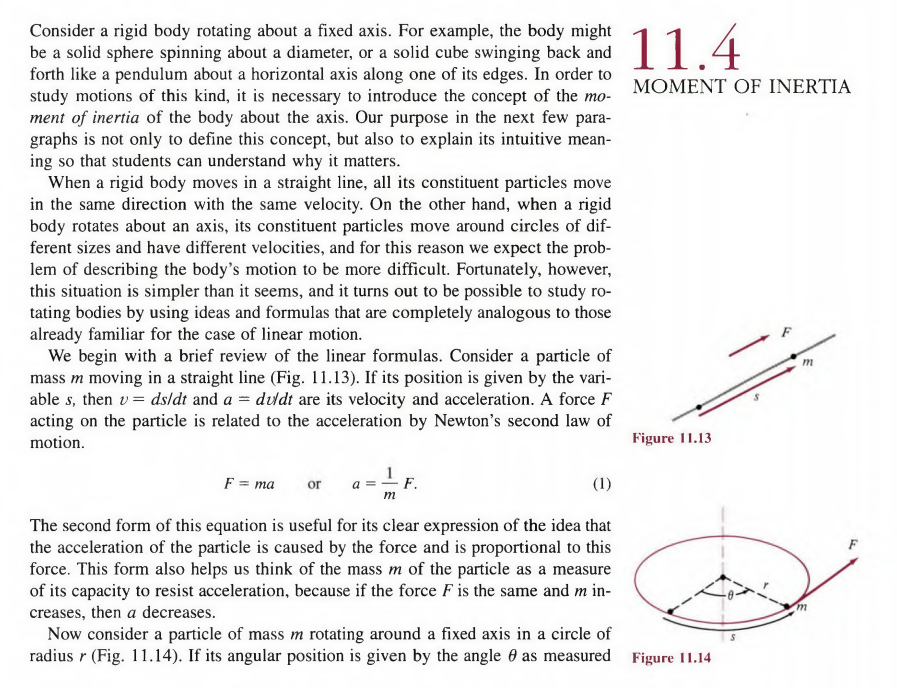 Consider a rigid body rotating about a fixed axis. For example, the body might
be a solid sphere spinning about a diameter, or a solid cube swinging back and
forth like a pendulum about a horizontal axis along one of its edges. In order to
study motions of this kind, it is necessary to introduce the concept of the mo-
ment of inertia of the body about the axis. Our purpose in the next few para-
graphs is not only to define this concept, but also to explain its intuitive mean-
ing so that students can understand why it matters.
When a rigid body moves in a straight line, all its constituent particles move
in the same direction with the same velocity. On the other hand, when a rigid
body rotates about an axis, its constituent particles move around circles of dif-
ferent sizes and have different velocities, and for this reason we expect the prob-
lem of describing the body's motion to be more difficult. Fortunately, however,
this situation is simpler than it seems, and it turns out to be possible to study ro-
tating bodies by using ideas and formulas that are completely analogous to those
already familiar for the case of linear motion.
We begin with a brief review of the linear formulas. Consider a particle of
mass m moving in a straight line (Fig. 11.13). If its position is given by the vari-
able s, then v = ds/dt and a = dv/dt are its velocity and acceleration. A force F
acting on the particle is related to the acceleration by Newton's second law of
motion.
F = ma or a = 1/m F. (1)
The second form of this equation is useful for its clear expression of the idea that
the acceleration of the particle is caused by the force and is proportional to this
force. This form also helps us think of the mass m of the particle as a measure
of its capacity to resist acceleration, because if the force F is the same and m in-
creases, then a decreases.
Now consider a particle of mass m rotating around a fixed axis in a circle of
radius r (Fig. 11.14). If its angular position is given by the angle θ as measured
11.4
MOMENT OF INERTIA
F
m
s
Figure 11.13
F
r
θ
m
s
Figure 11.14